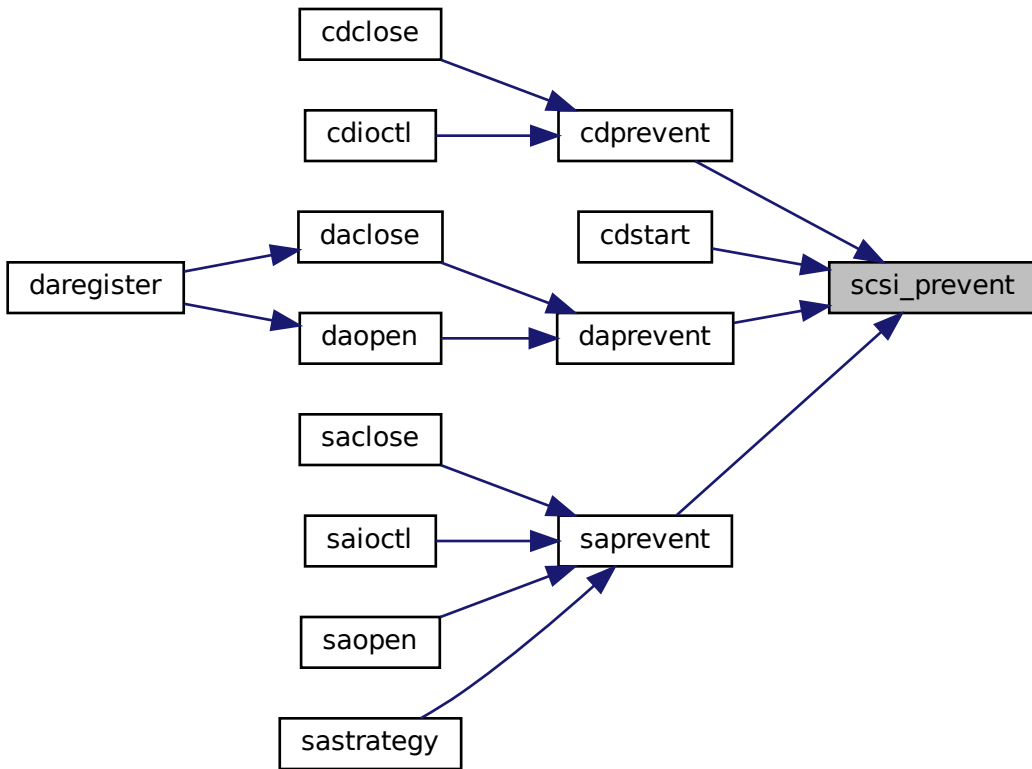 cdclose
cdioctl
cdprevent
daclose
cdstart
daregister
scsi_prevent
daopen
daprevent
saclose
saioctl
saprevent
saopen
sastrategy